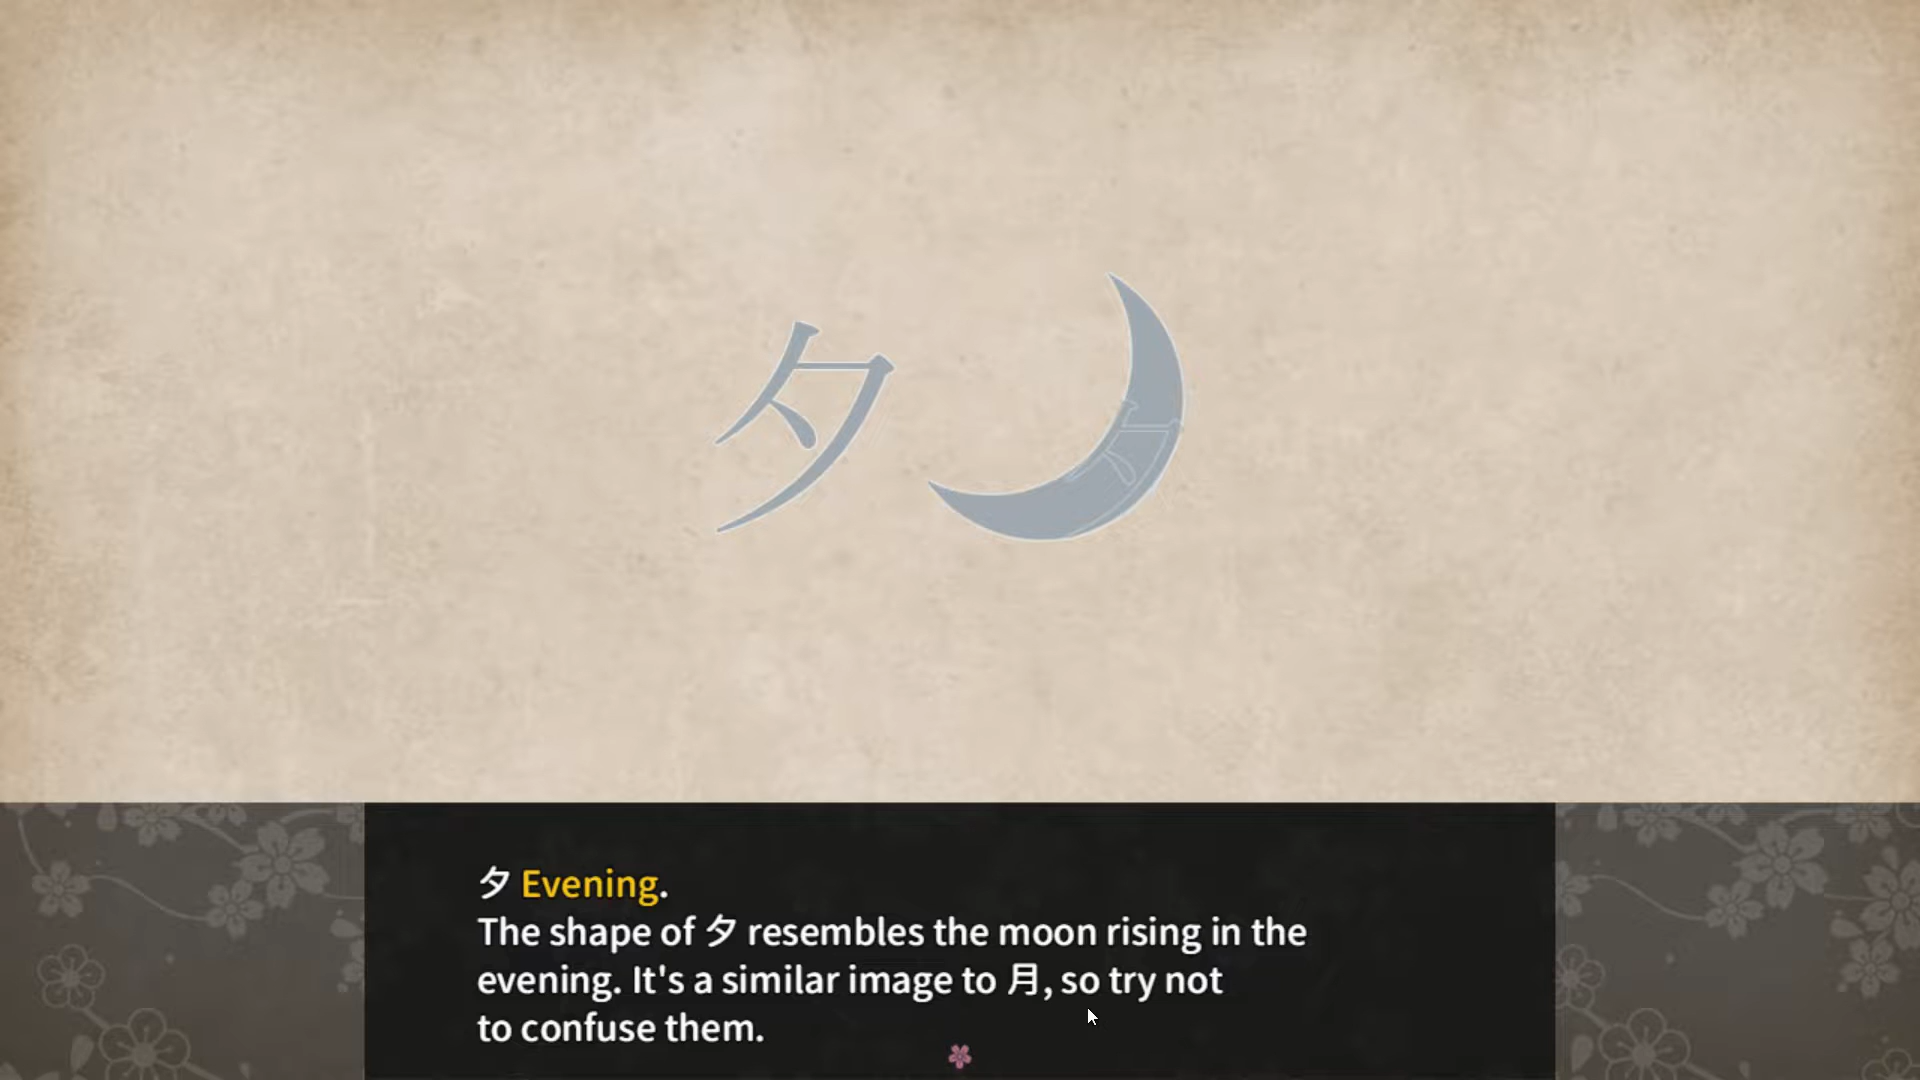 夕
夕 Evening.
The shape of 夕 resembles the moon rising in the
evening. It's a similar image to 月, so try not
to confuse them.